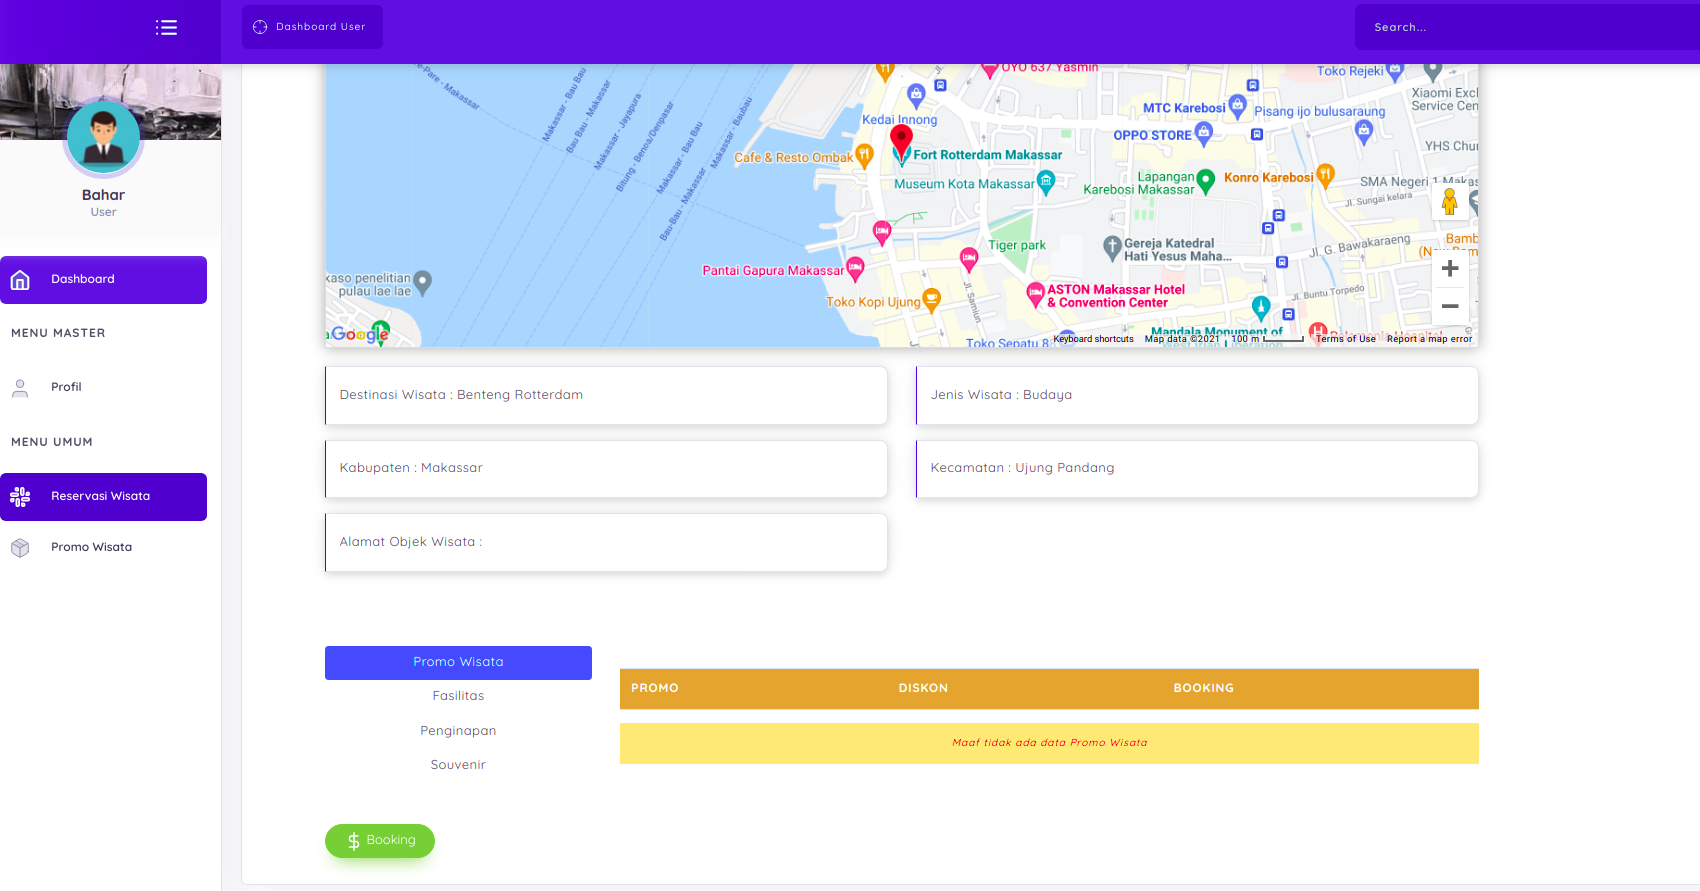 Dashboard User
Search...
Bahar
User
Dashboard
MENU MASTER
Profil
MENU UMUM
Reservasi Wisata
Promo Wisata
-Pare - Makassar
Makassar - Bau Bau
Bau Bau - Makassar
Makassar - Jayapura
Bitung - Benoa/Denpasar
Makassar - Bau Bau
Bau-Bau - Makassar
Makassar - Baubau
OYO 637 Yasmin
Toko Rejeki
Xiaomi Excl
Service Cen
MTC Karebosi
Pisang ijo bulusaraung
Kedai Innong
OPPO STORE
YHS Chur
Cafe & Resto Ombak
Fort Rotterdam Makassar
Museum Kota Makassar
Lapangan
Karebosi Makassar
Konro Karebosi
SMA Negeri 1 Makas
Jl. Sungai kelara
Tiger park
Gereja Katedral
Hati Yesus Maha...
Jl. G. Bawakaraeng
Bamb
Pantai Gapura Makassar
kaso penelitian
pulau lae lae
Toko Kopi Ujung
Jl. Samiun
ASTON Makassar Hotel
& Convention Center
Jl. Buntu Torpedo
Mandala Monument of
West Irian Liberation
Toko Sepatu 8
Google
Keyboard shortcuts
Map data ©2021
100 m
Terms of Use
Report a map error
Destinasi Wisata : Benteng Rotterdam
Jenis Wisata : Budaya
Kabupaten : Makassar
Kecamatan : Ujung Pandang
Alamat Objek Wisata :
Promo Wisata
Fasilitas
Penginapan
Souvenir
PROMO DISKON BOOKING
Maaf tidak ada data Promo Wisata
$ Booking